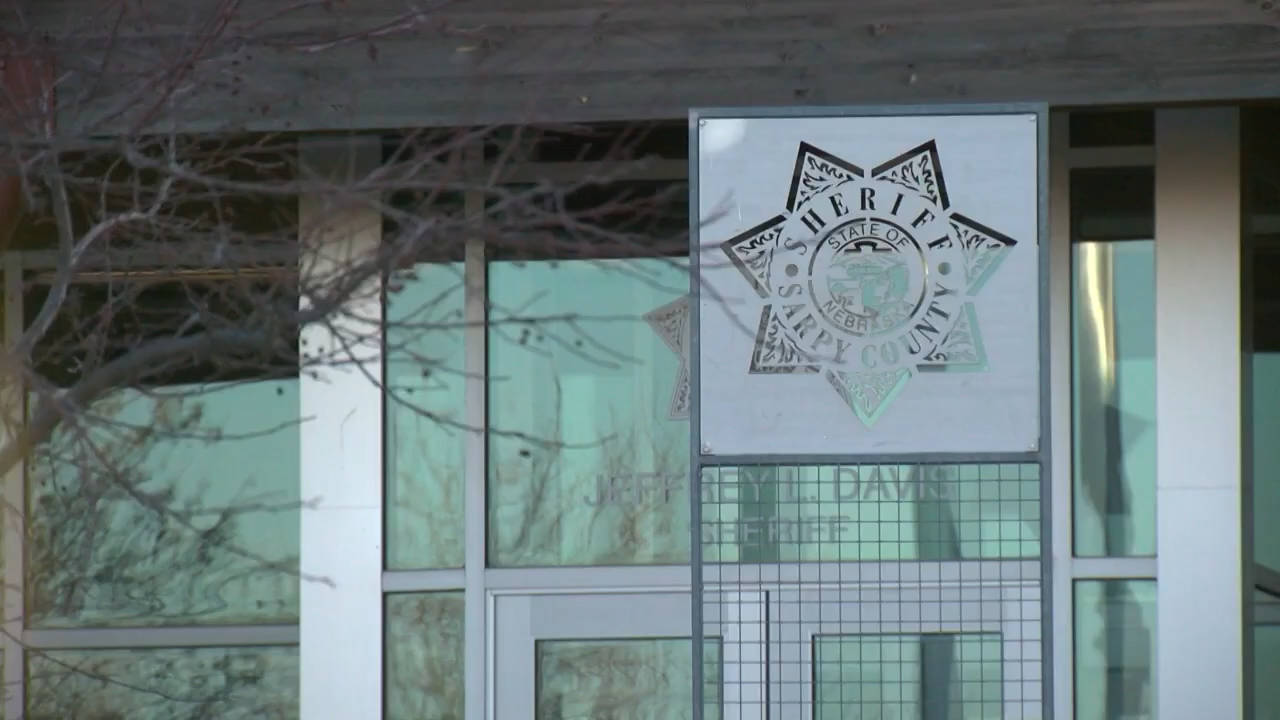 SHERIFF
STATE OF
NEBRASKA
SARPY COUNTY
JEFFREY L. DAVIS
SHERIFF